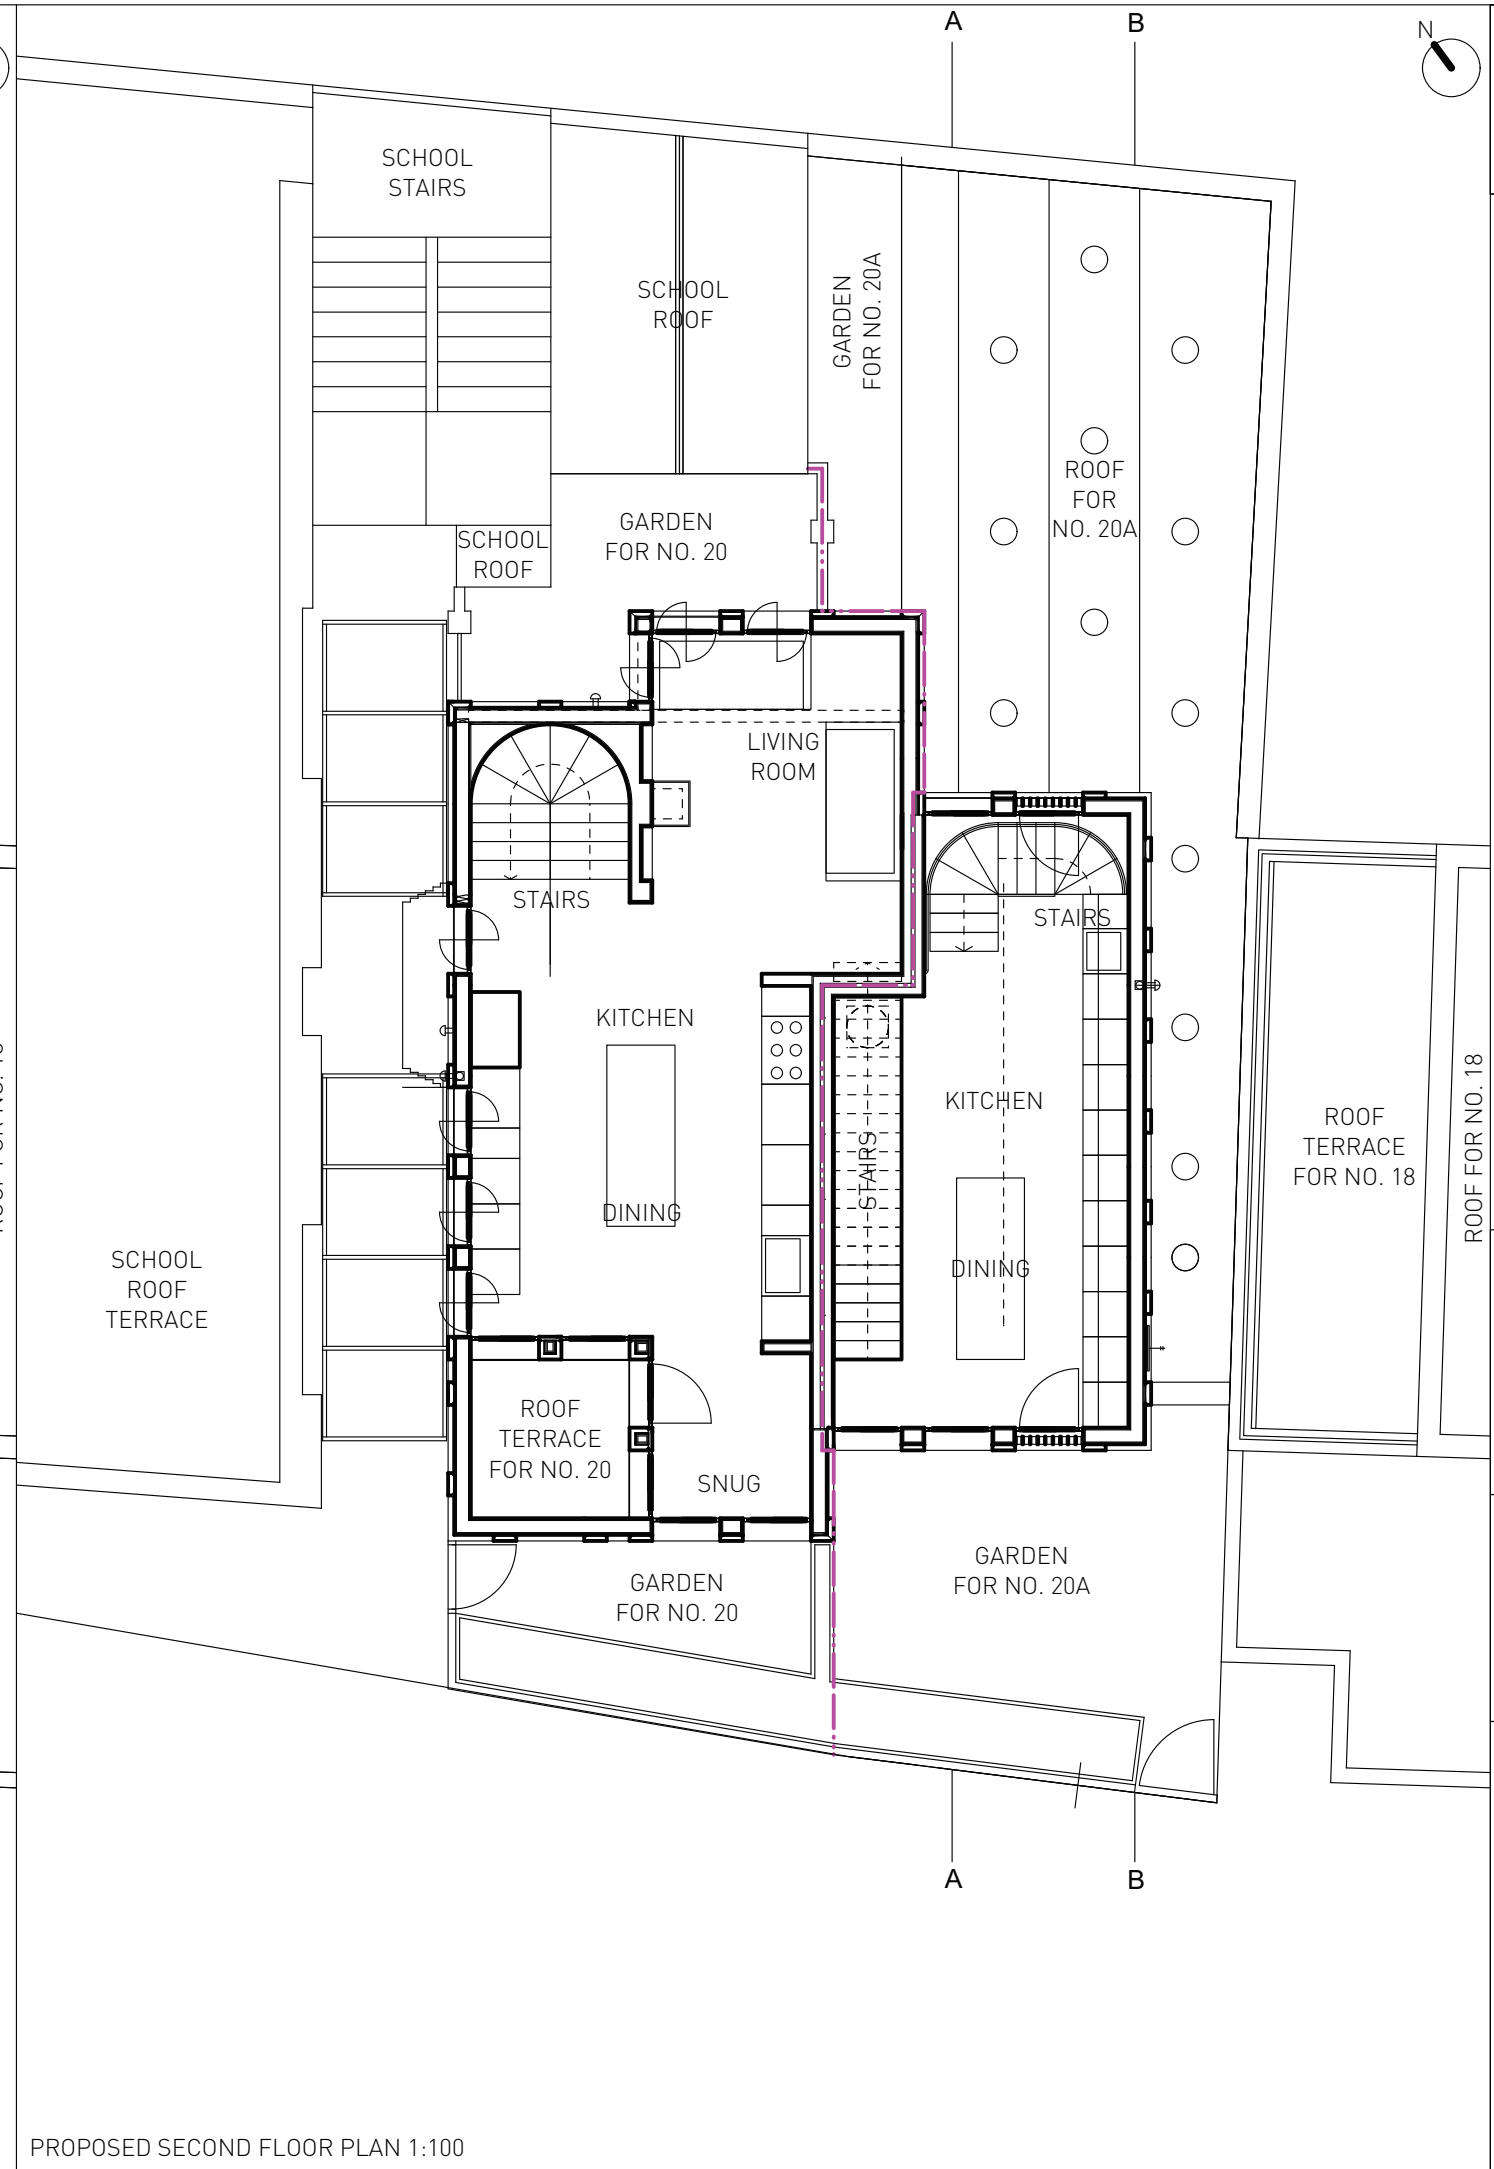 A
B
N
SCHOOL
STAIRS
SCHOOL
ROOF
GARDEN
FOR NO. 20A
ROOF
FOR
NO. 20A
GARDEN
FOR NO. 20
SCHOOL
ROOF
LIVING
ROOM
STAIRS
STAIRS
KITCHEN
KITCHEN
STAIRS
DINING
DINING
ROOF
TERRACE
FOR NO. 18
ROOF FOR NO. 18
SCHOOL
ROOF
TERRACE
ROOF
TERRACE
FOR NO. 20
SNUG
GARDEN
FOR NO. 20
GARDEN
FOR NO. 20A
A
B
PROPOSED SECOND FLOOR PLAN 1:100